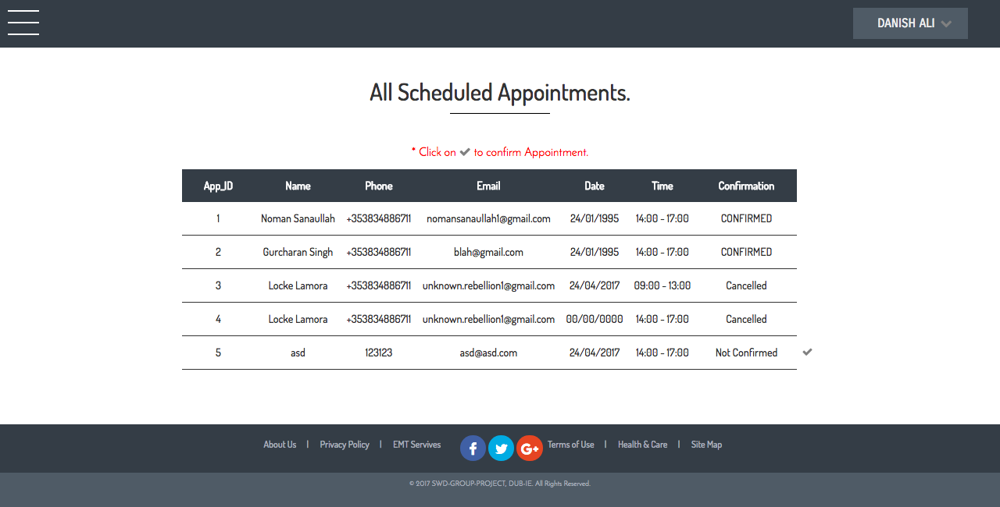 DANISH ALI
All Scheduled Appointments.
* Click on ✔ to confirm Appointment.
App_ID Name Phone Email Date Time Confirmation
1 Noman Sanaullah +353834886711 nomansanaullah1@gmail.com 24/01/1995 14:00 - 17:00 CONFIRMED
2 Gurcharan Singh +353834886711 blah@gmail.com 24/01/1995 14:00 - 17:00 CONFIRMED
3 Locke Lamora +353834886711 unknown.rebellion1@gmail.com 24/04/2017 09:00 - 13:00 Cancelled
4 Locke Lamora +353834886711 unknown.rebellion1@gmail.com 00/00/0000 14:00 - 17:00 Cancelled
5 asd 123123 asd@asd.com 24/04/2017 14:00 - 17:00 Not Confirmed ✔
About Us | Privacy Policy | EMT Servives f G+ Terms of Use | Health & Care | Site Map
© 2017 SWD-GROUP-PROJECT, DUB-IE. All Rights Reserved.